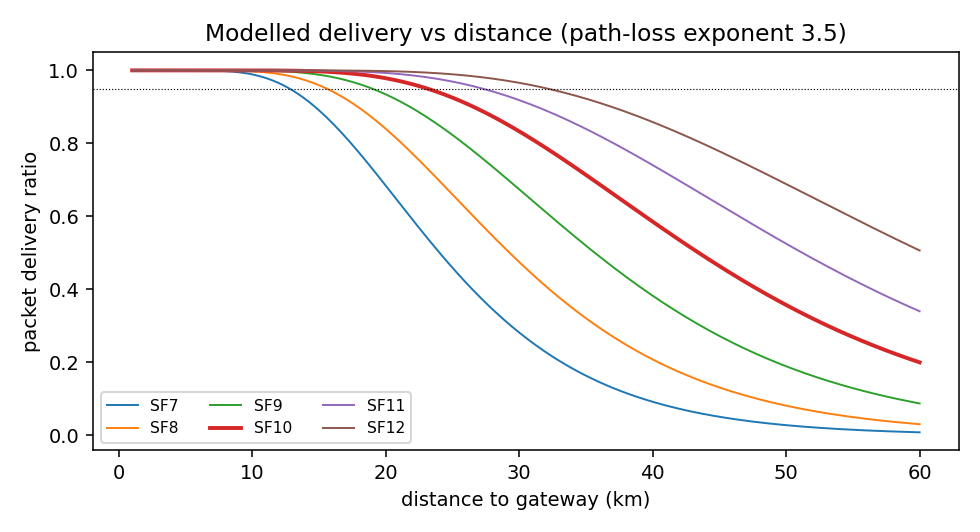 Modelled delivery vs distance (path-loss exponent 3.5)
packet delivery ratio
1.0
0.8
0.6
0.4
0.2
0.0
SF7 SF9 SF11
SF8 SF10 SF12
0 10 20 30 40 50 60
distance to gateway (km)